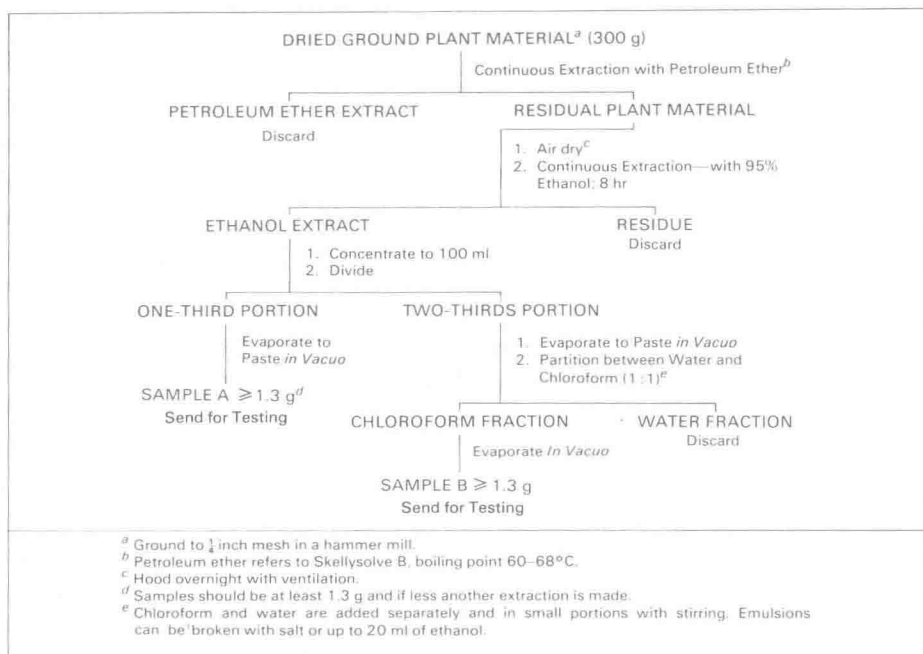 DRIED GROUND PLANT MATERIALᵃ (300 g)
Continuous Extraction with Petroleum Etherᵇ
PETROLEUM ETHER EXTRACT
Discard
RESIDUAL PLANT MATERIAL
1. Air dryᶜ
2. Continuous Extraction—with 95%
Ethanol; 8 hr
ETHANOL EXTRACT
RESIDUE
Discard
1. Concentrate to 100 ml
2. Divide
ONE-THIRD PORTION
TWO-THIRDS PORTION
Evaporate to
Paste in Vacuo
1. Evaporate to Paste in Vacuo
2. Partition between Water and
Chloroform (1:1)ᵉ
SAMPLE A ⩾ 1.3 gᵈ
Send for Testing
CHLOROFORM FRACTION
WATER FRACTION
Discard
Evaporate In Vacuo
SAMPLE B ⩾ 1.3 g
Send for Testing
ᵃ Ground to ¼ inch mesh in a hammer mill.
ᵇ Petroleum ether refers to Skellysolve B, boiling point 60–68°C.
ᶜ Hood overnight with ventilation.
ᵈ Samples should be at least 1.3 g and if less another extraction is made.
ᵉ Chloroform and water are added separately and in small portions with stirring. Emulsions
can be broken with salt or up to 20 ml of ethanol.